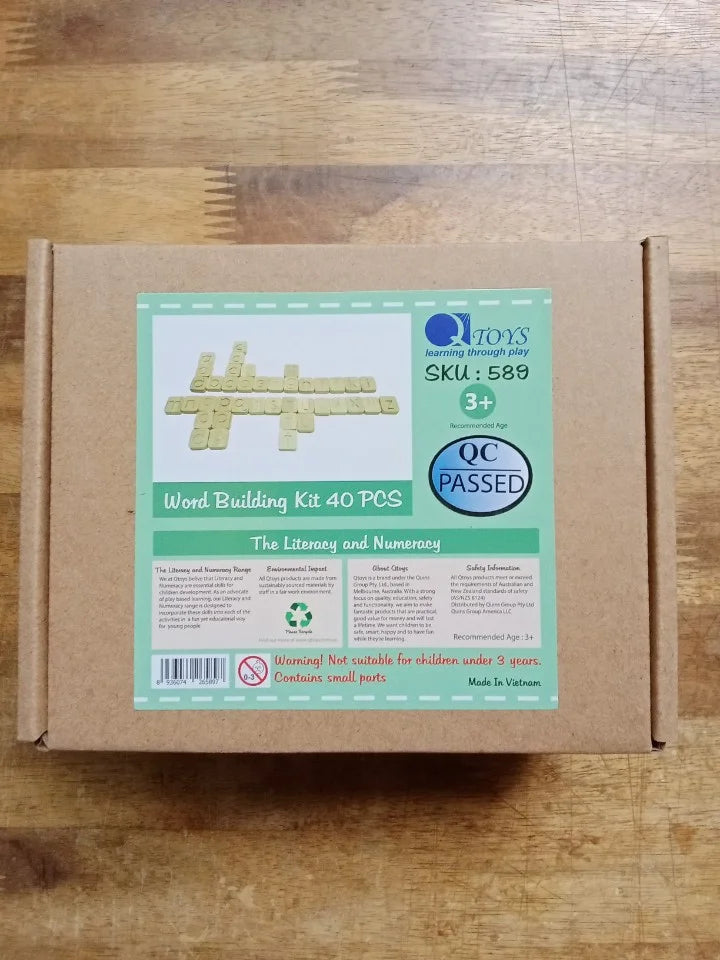 Q TOYS
learning through play
SKU : 589
3+
Recommended Age
QC
PASSED
Word Building Kit 40 PCS
The Literacy and Numeracy
The Literacy and Numeracy Range
We at Qtoys belive that Literacy and
Numeracy are essential skills for
children development. As an advocate
of play based learning, our Literacy and
Numeracy range is designed to
incorporate these skills into each of the
activities in a fun yet educational way
for young people
Environmental Impact
All Qtoys products are made from
sustainably sourced materials by
staff in a fair work environment.
Please Recycle
About Qtoys
Qtoys is a brand under the Quins
Group Pty. Ltd., based in
Melbourne, Australia. With a strong
focus on quality, education, safety
and functionality, we aim to make
fantastic products that are practical,
good value for money and will last
a lifetime. We want children to be
safe, smart, happy and to have fun
while they're learning.
Safety Information
All Qtoys products meet or exceed
the requirements of Australian and
New Zealand standards of safety
(AS/NZS 8124)
Distributed by Quins Group Pty Ltd
Quins Group America LLC
Recommended Age : 3+
0-3
Warning! Not suitable for children under 3 years.
Contains small parts
Made In Vietnam